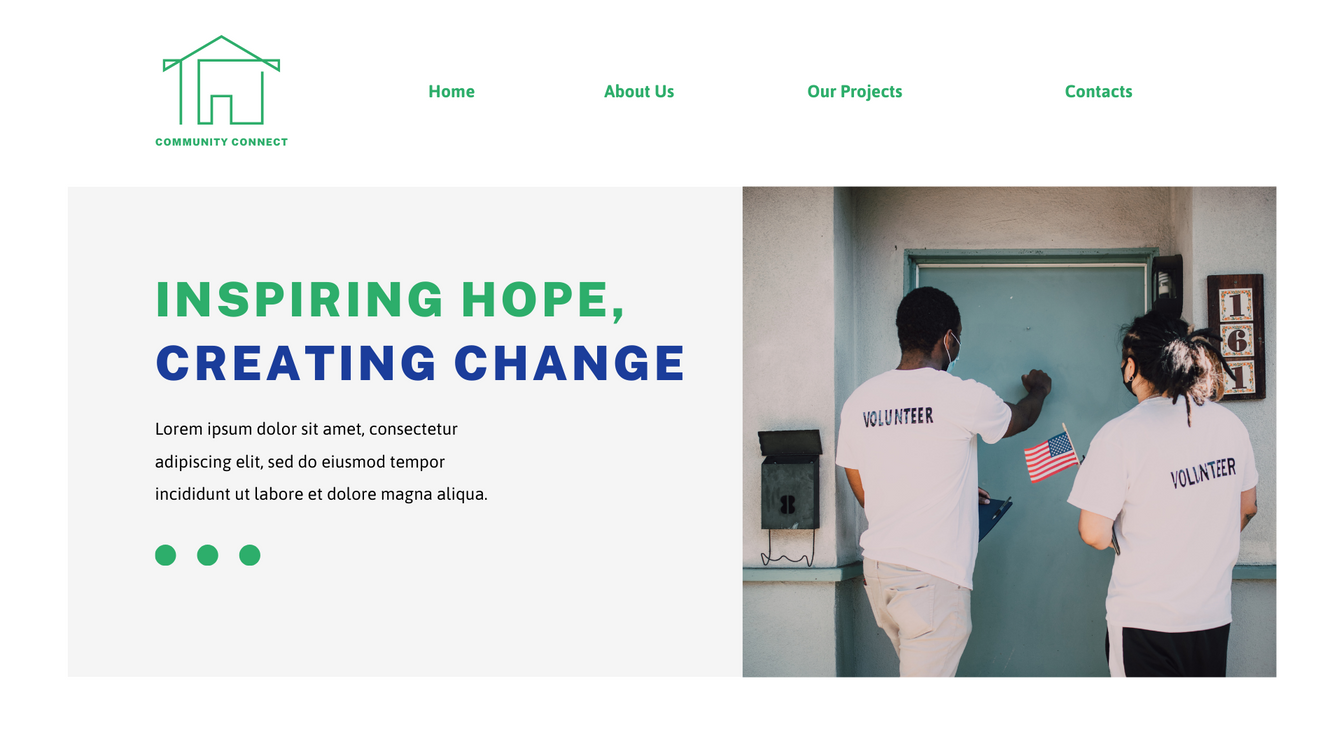 COMMUNITY CONNECT
Home
About Us
Our Projects
Contacts
INSPIRING HOPE,
CREATING CHANGE
Lorem ipsum dolor sit amet, consectetur
adipiscing elit, sed do eiusmod tempor
incididunt ut labore et dolore magna aliqua.
VOLUNTEER
VOLUNTEER
1
6
1
8